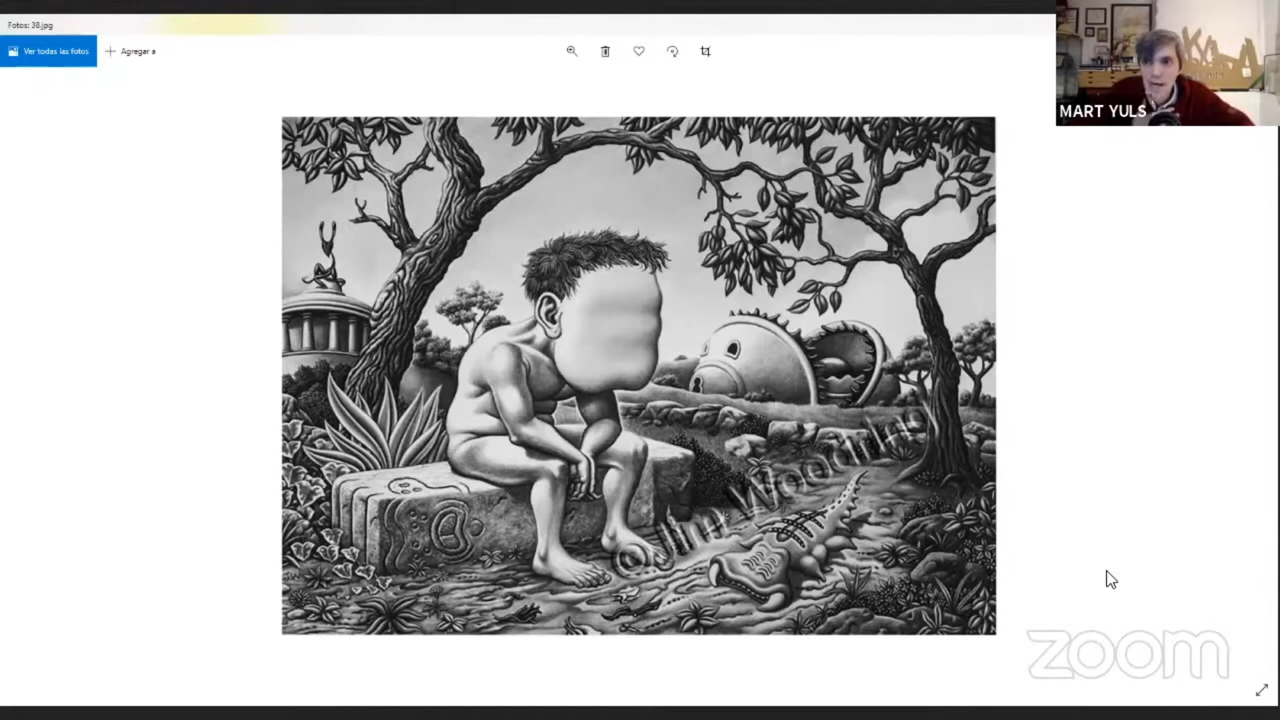 Fotos: 38.jpg
Ver todas las fotos
Agregar a
MART YULS
© Jim Woodring
zoom